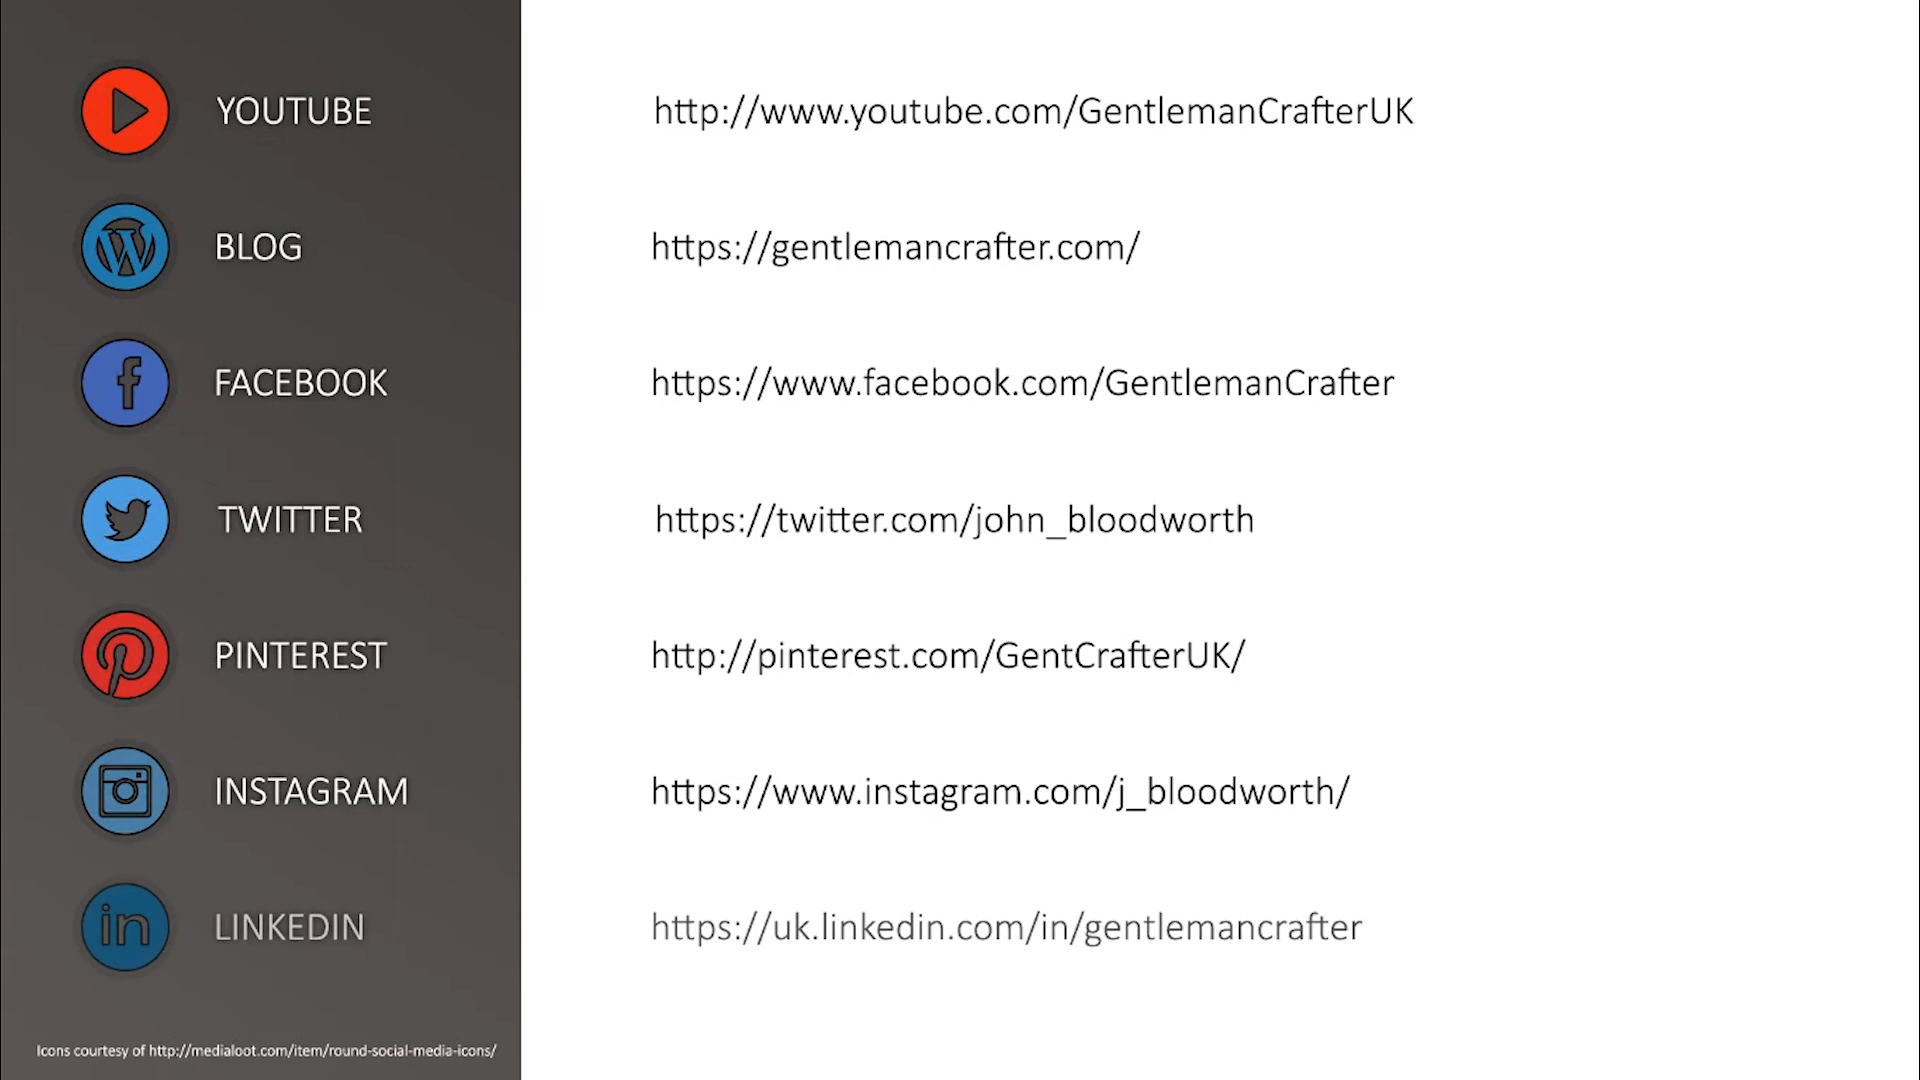 YOUTUBE http://www.youtube.com/GentlemanCrafterUK
BLOG https://gentlemancrafter.com/
FACEBOOK https://www.facebook.com/GentlemanCrafter
TWITTER https://twitter.com/john_bloodworth
PINTEREST http://pinterest.com/GentCrafterUK/
INSTAGRAM https://www.instagram.com/j_bloodworth/
LINKEDIN https://uk.linkedin.com/in/gentlemancrafter
Icons courtesy of http://medialoot.com/item/round-social-media-icons/